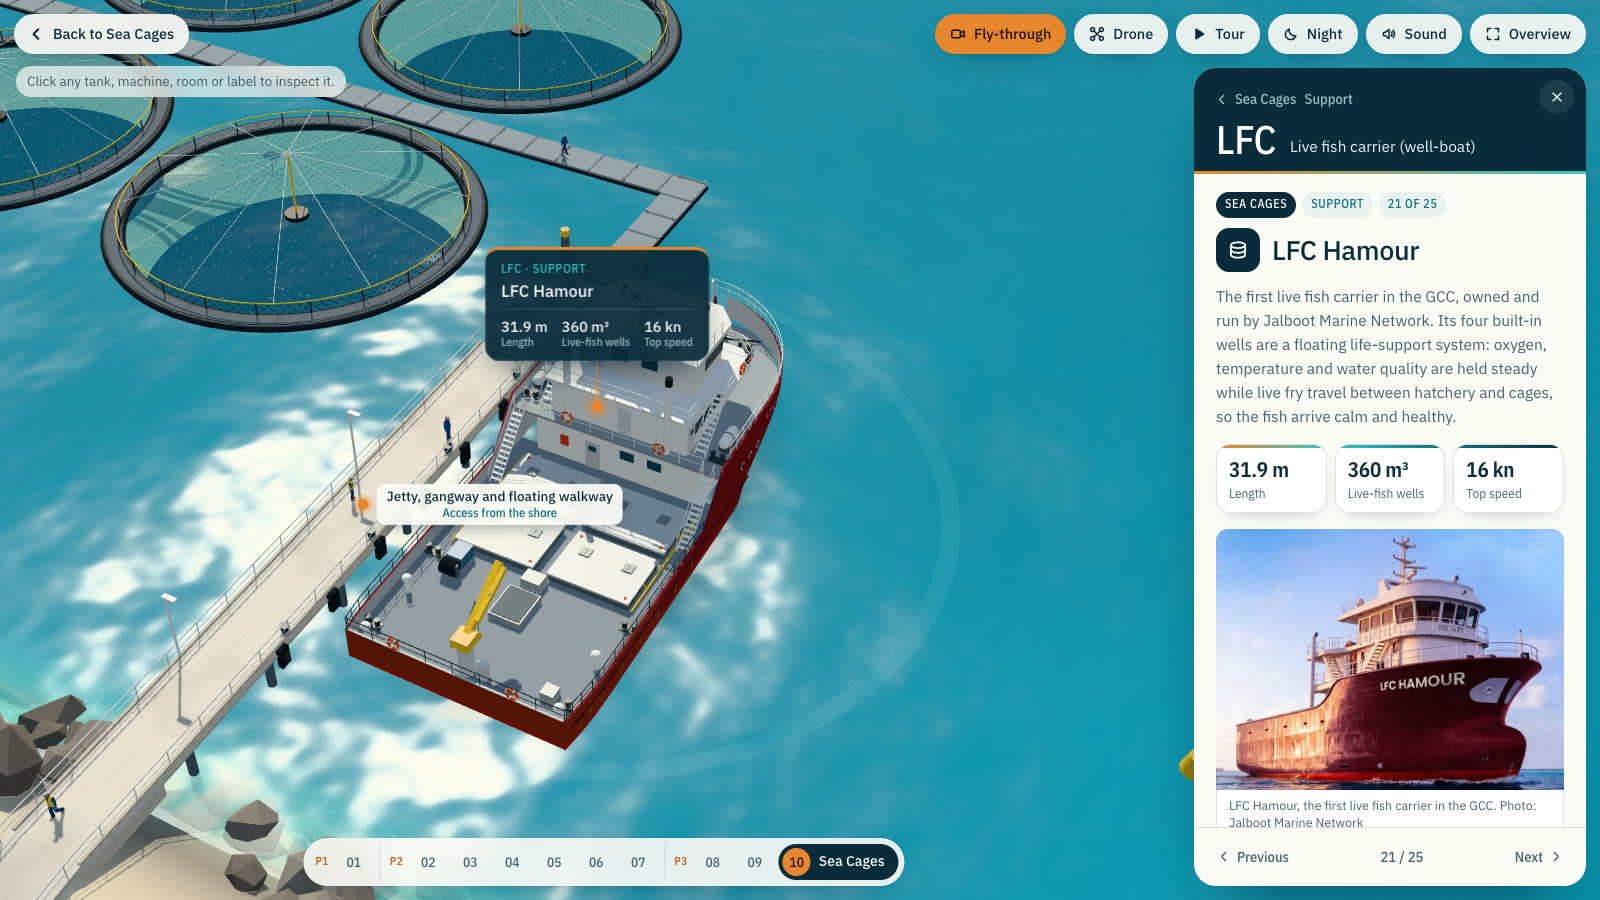 Back to Sea Cages
Click any tank, machine, room or label to inspect it.
Fly-through
Drone
Tour
Night
Sound
Overview
LFC · SUPPORT
LFC Hamour
31.9 m 360 m³ 16 kn
Length Live-fish wells Top speed
Jetty, gangway and floating walkway
Access from the shore
Sea Cages Support
LFC Live fish carrier (well-boat)
SEA CAGES SUPPORT 21 OF 25
LFC Hamour
The first live fish carrier in the GCC, owned and
run by Jalboot Marine Network. Its four built-in
wells are a floating life-support system: oxygen,
temperature and water quality are held steady
while live fry travel between hatchery and cages,
so the fish arrive calm and healthy.
31.9 m 360 m³ 16 kn
Length Live-fish wells Top speed
LFC HAMOUR
LFC Hamour, the first live fish carrier in the GCC. Photo:
Jalboot Marine Network
Previous 21 / 25 Next
P1 01 P2 02 03 04 05 06 07 P3 08 09 10 Sea Cages